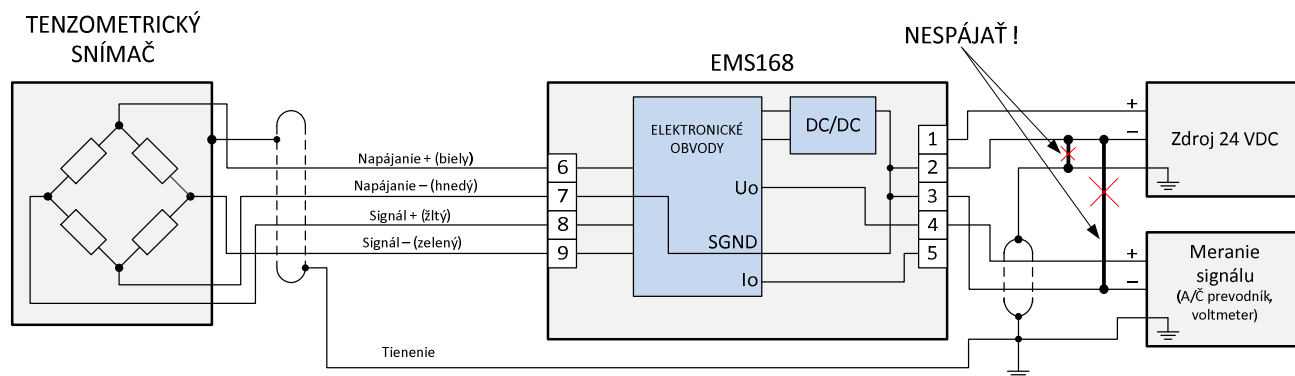 TENZOMETRICKÝ
SNÍMAČ
Napájanie + (biely)
Napájanie – (hnedý)
Signál + (žltý)
Signál – (zelený)
Tienenie
EMS168
6
7
8
9
ELEKTRONICKÉ
OBVODY
DC/DC
Uo
SGND
Io
1
2
3
4
5
NESPÁJAŤ !
+
–
Zdroj 24 VDC
+
–
Meranie
signálu
(A/Č prevodník,
voltmeter)